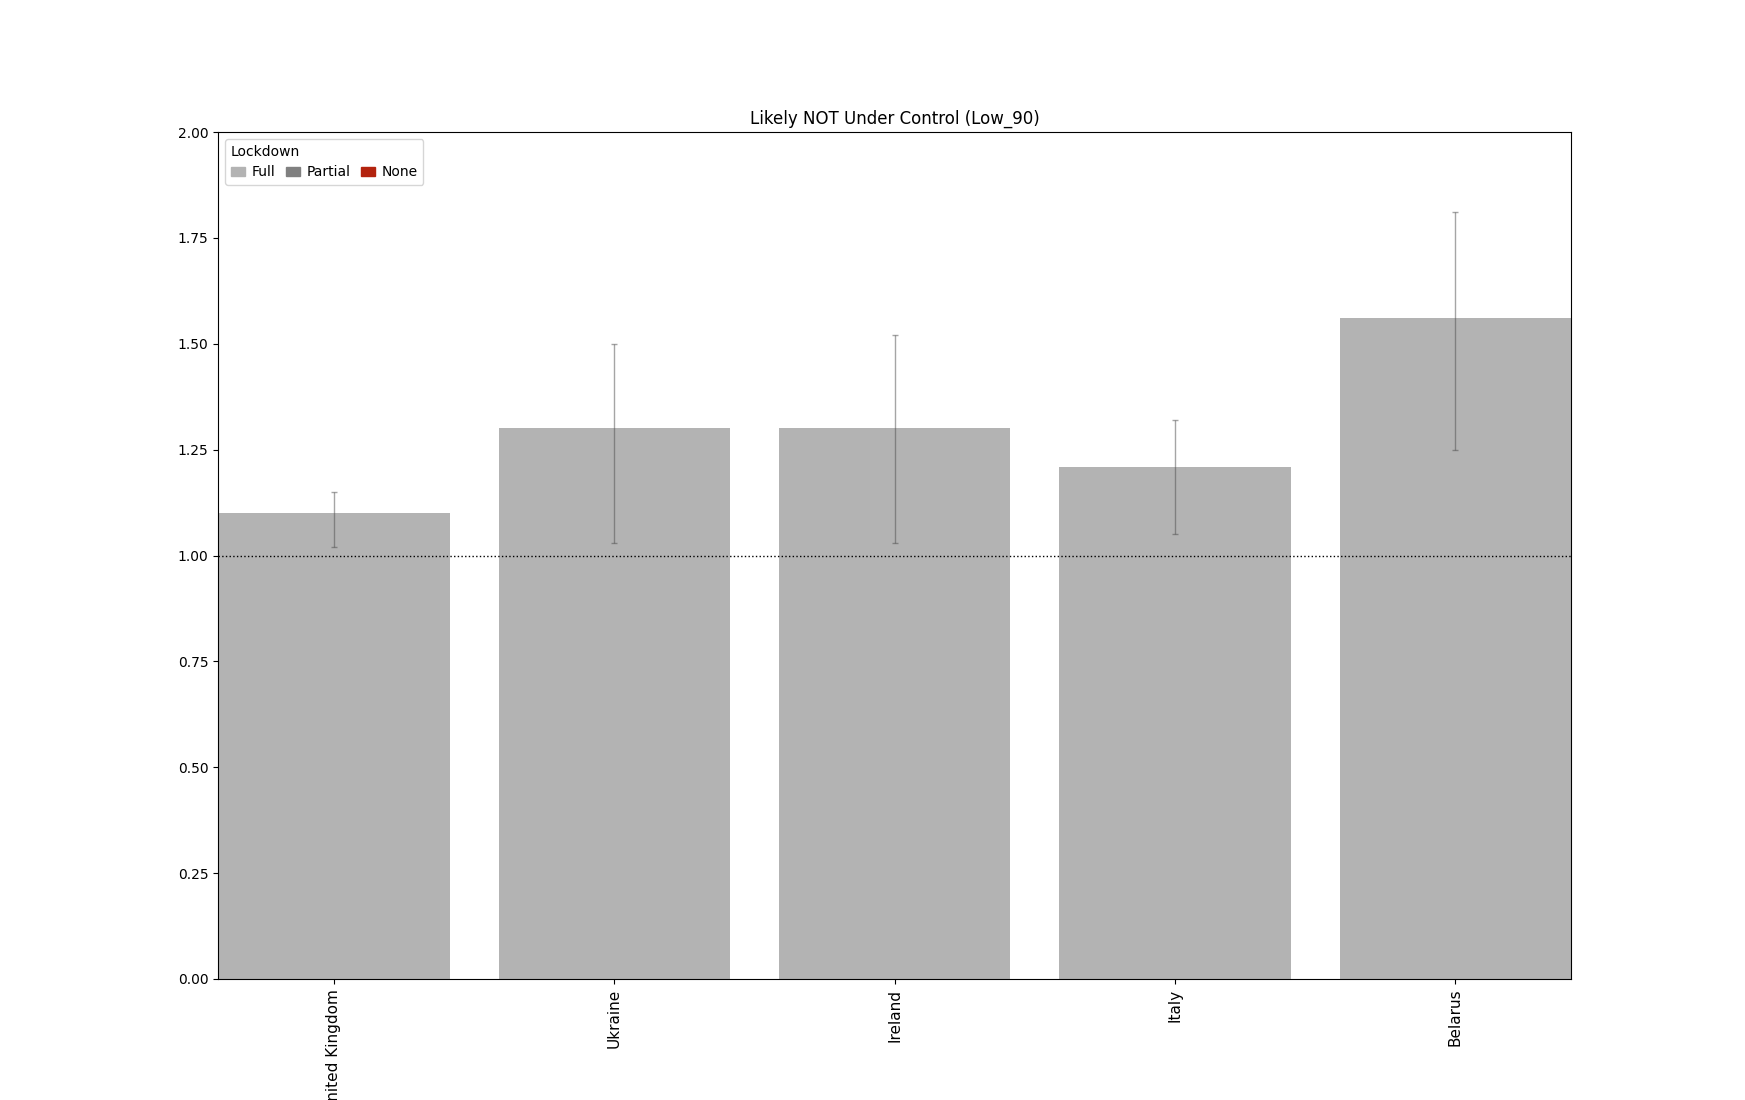 Likely NOT Under Control (Low_90)
Lockdown
Full Partial None
2.00
1.75
1.50
1.25
1.00
0.75
0.50
0.25
0.00
nited Kingdom
Ukraine
Ireland
Italy
Belarus